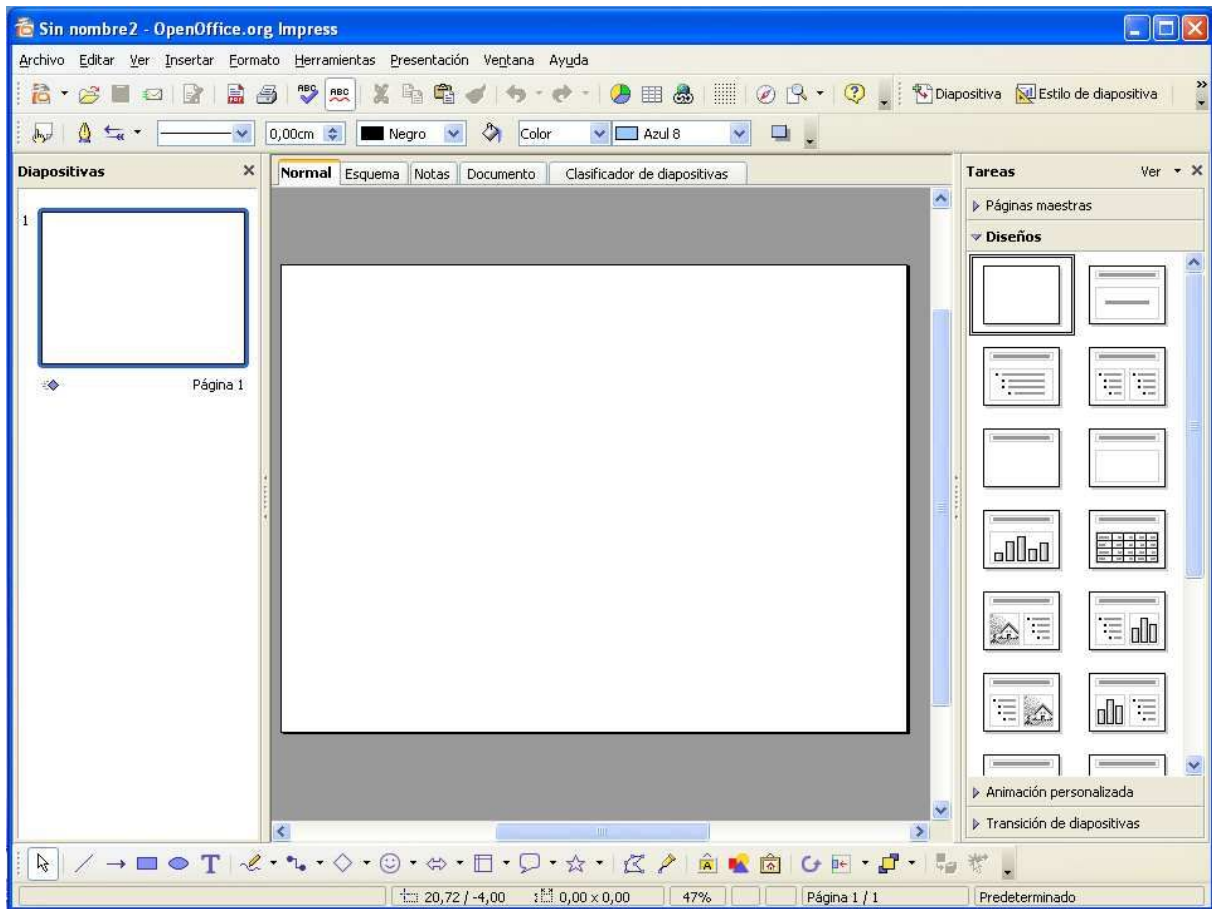 Sin nombre2 - OpenOffice.org Impress
Archivo Editar Ver Insertar Formato Herramientas Presentación Ventana Ayuda
ABC ABC Diapositiva Estilo de diapositiva »
0,00cm Negro Color Azul 8
Diapositivas
Normal Esquema Notas Documento Clasificador de diapositivas
Tareas Ver
Páginas maestras
Diseños
1
Página 1
Animación personalizada
Transición de diapositivas
T
20,72 / -4,00 0,00 x 0,00 47% Página 1 / 1 Predeterminado